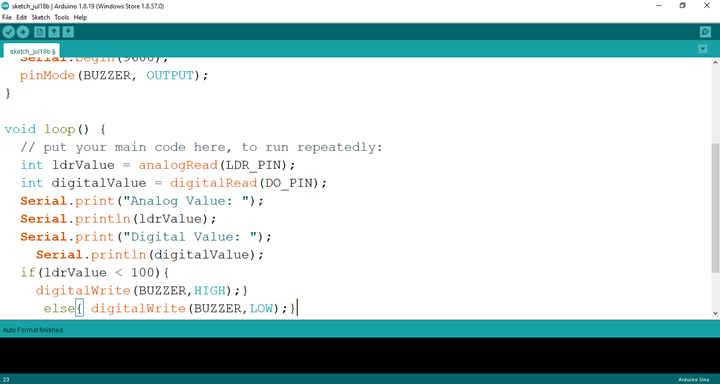 sketch_jul18b | Arduino 1.8.19 (Windows Store 1.8.57.0)
File Edit Sketch Tools Help
sketch_jul18b §
Serial.begin(9600);
pinMode(BUZZER, OUTPUT);
}
void loop() {
// put your main code here, to run repeatedly:
int ldrValue = analogRead(LDR_PIN);
int digitalValue = digitalRead(DO_PIN);
Serial.print("Analog Value: ");
Serial.println(ldrValue);
Serial.print("Digital Value: ");
Serial.println(digitalValue);
if(ldrValue < 100){
digitalWrite(BUZZER,HIGH);}
else{ digitalWrite(BUZZER,LOW);}
Auto Format finished.
23
Arduino Uno